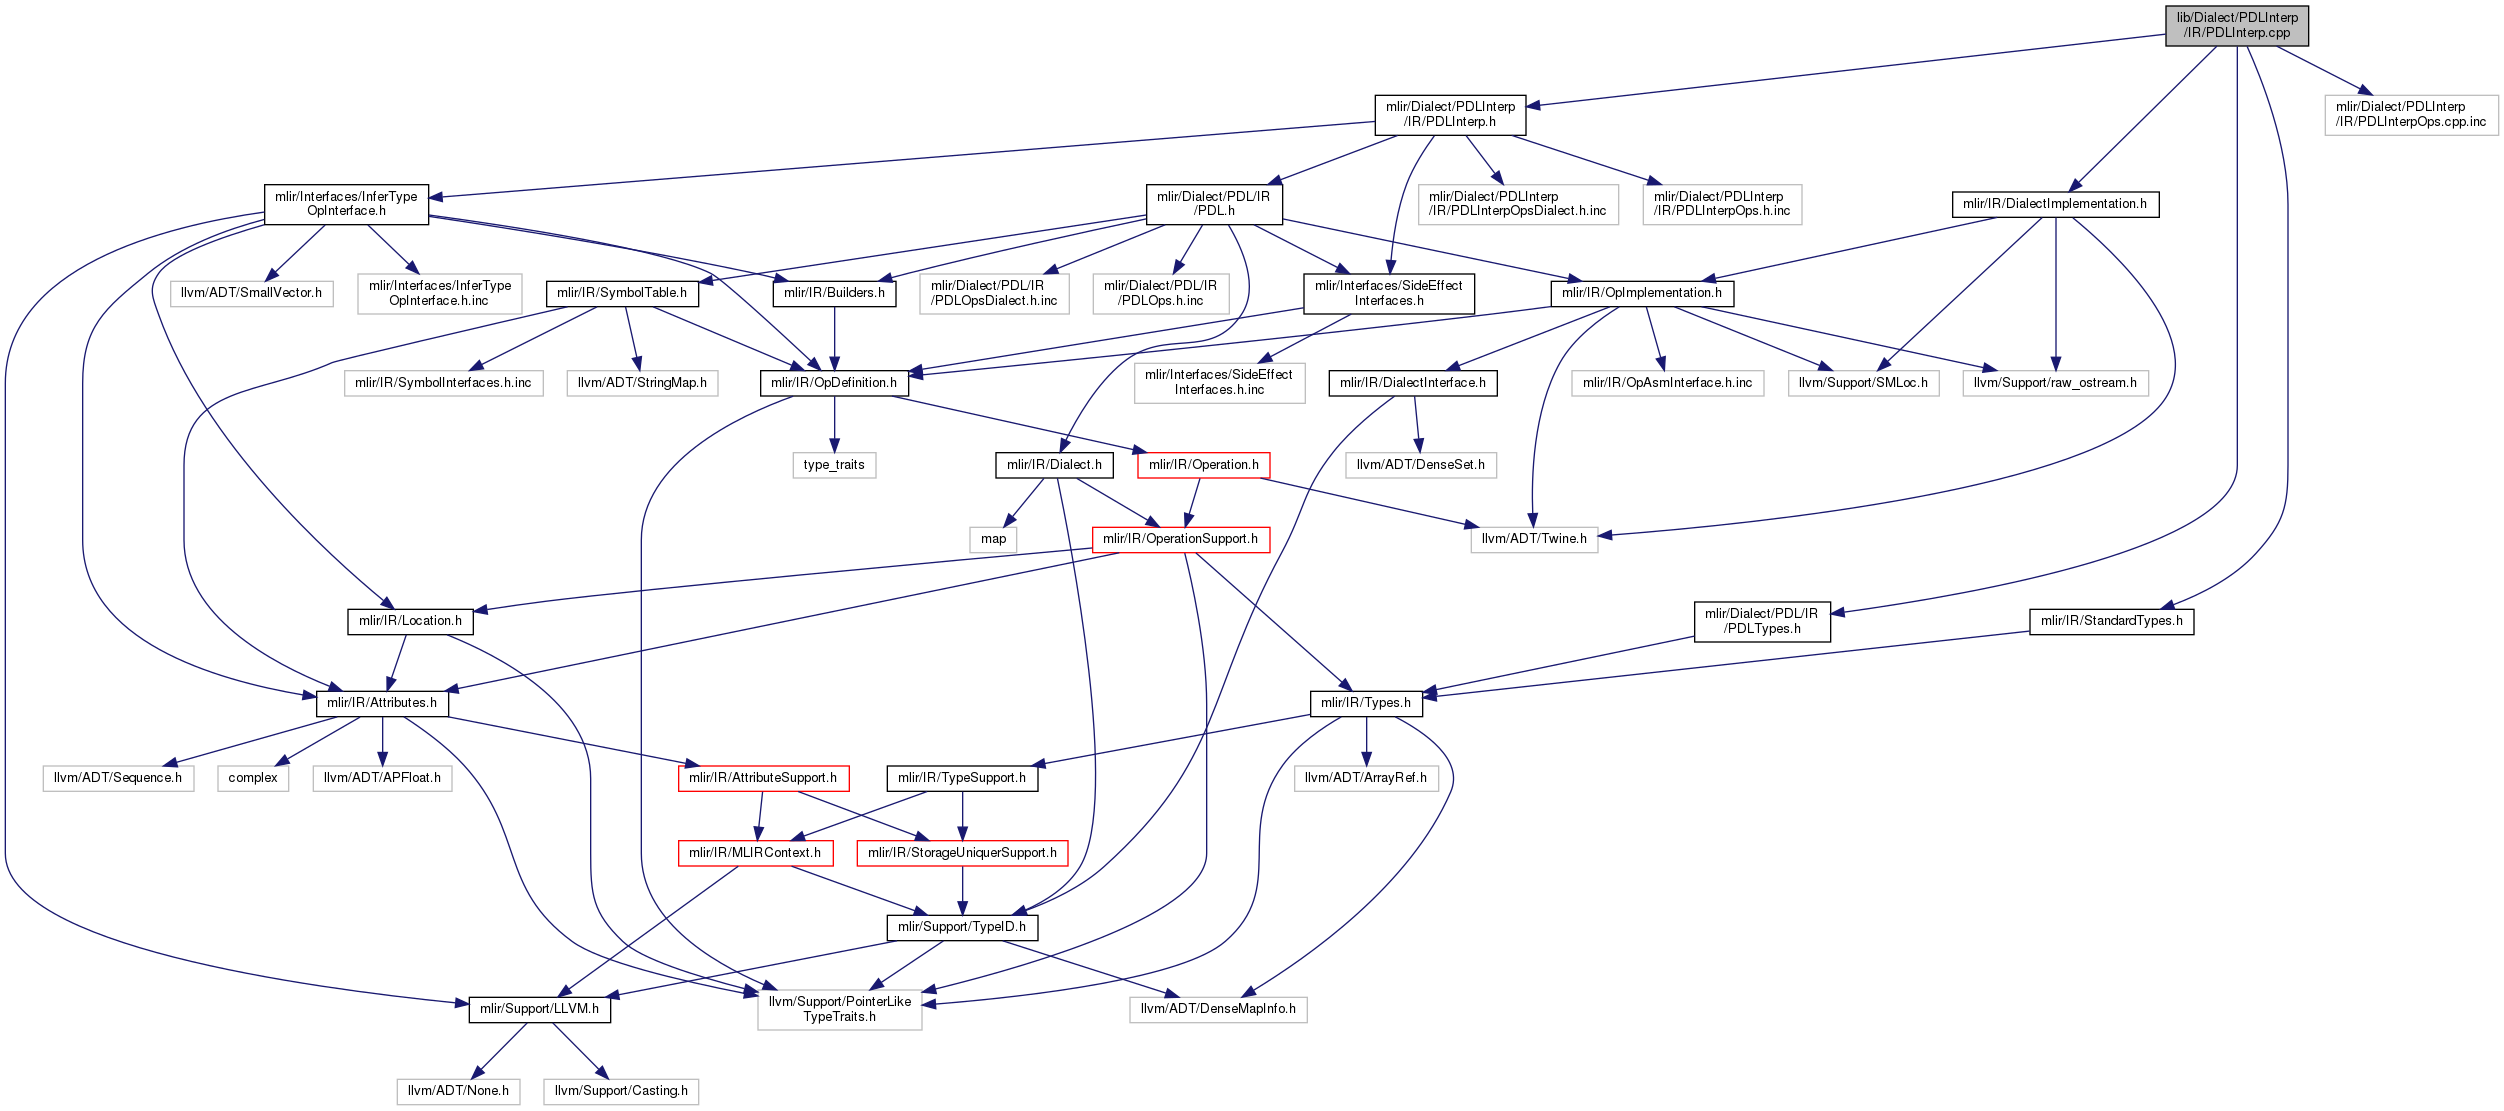 lib/Dialect/PDLInterp
/IR/PDLInterp.cpp
mlir/Dialect/PDLInterp
/IR/PDLInterp.h
mlir/Dialect/PDLInterp
/IR/PDLInterpOps.cpp.inc
mlir/Interfaces/InferType
OpInterface.h
mlir/Dialect/PDL/IR
/PDL.h
mlir/Dialect/PDLInterp
/IR/PDLInterpOpsDialect.h.inc
mlir/Dialect/PDLInterp
/IR/PDLInterpOps.h.inc
mlir/IR/DialectImplementation.h
llvm/ADT/SmallVector.h
mlir/Interfaces/InferType
OpInterface.h.inc
mlir/IR/SymbolTable.h
mlir/IR/Builders.h
mlir/Dialect/PDL/IR
/PDLOpsDialect.h.inc
mlir/Dialect/PDL/IR
/PDLOps.h.inc
mlir/Interfaces/SideEffect
Interfaces.h
mlir/IR/OpImplementation.h
mlir/IR/SymbolInterfaces.h.inc
llvm/ADT/StringMap.h
mlir/IR/OpDefinition.h
mlir/Interfaces/SideEffect
Interfaces.h.inc
mlir/IR/DialectInterface.h
mlir/IR/OpAsmInterface.h.inc
llvm/Support/SMLoc.h
llvm/Support/raw_ostream.h
type_traits
mlir/IR/Dialect.h
mlir/IR/Operation.h
llvm/ADT/DenseSet.h
map
mlir/IR/OperationSupport.h
llvm/ADT/Twine.h
mlir/IR/Location.h
mlir/Dialect/PDL/IR
/PDLTypes.h
mlir/IR/StandardTypes.h
mlir/IR/Attributes.h
mlir/IR/Types.h
llvm/ADT/Sequence.h
complex
llvm/ADT/APFloat.h
mlir/IR/AttributeSupport.h
mlir/IR/TypeSupport.h
llvm/ADT/ArrayRef.h
mlir/IR/MLIRContext.h
mlir/IR/StorageUniquerSupport.h
mlir/Support/TypeID.h
mlir/Support/LLVM.h
llvm/Support/PointerLike
TypeTraits.h
llvm/ADT/DenseMapInfo.h
llvm/ADT/None.h
llvm/Support/Casting.h